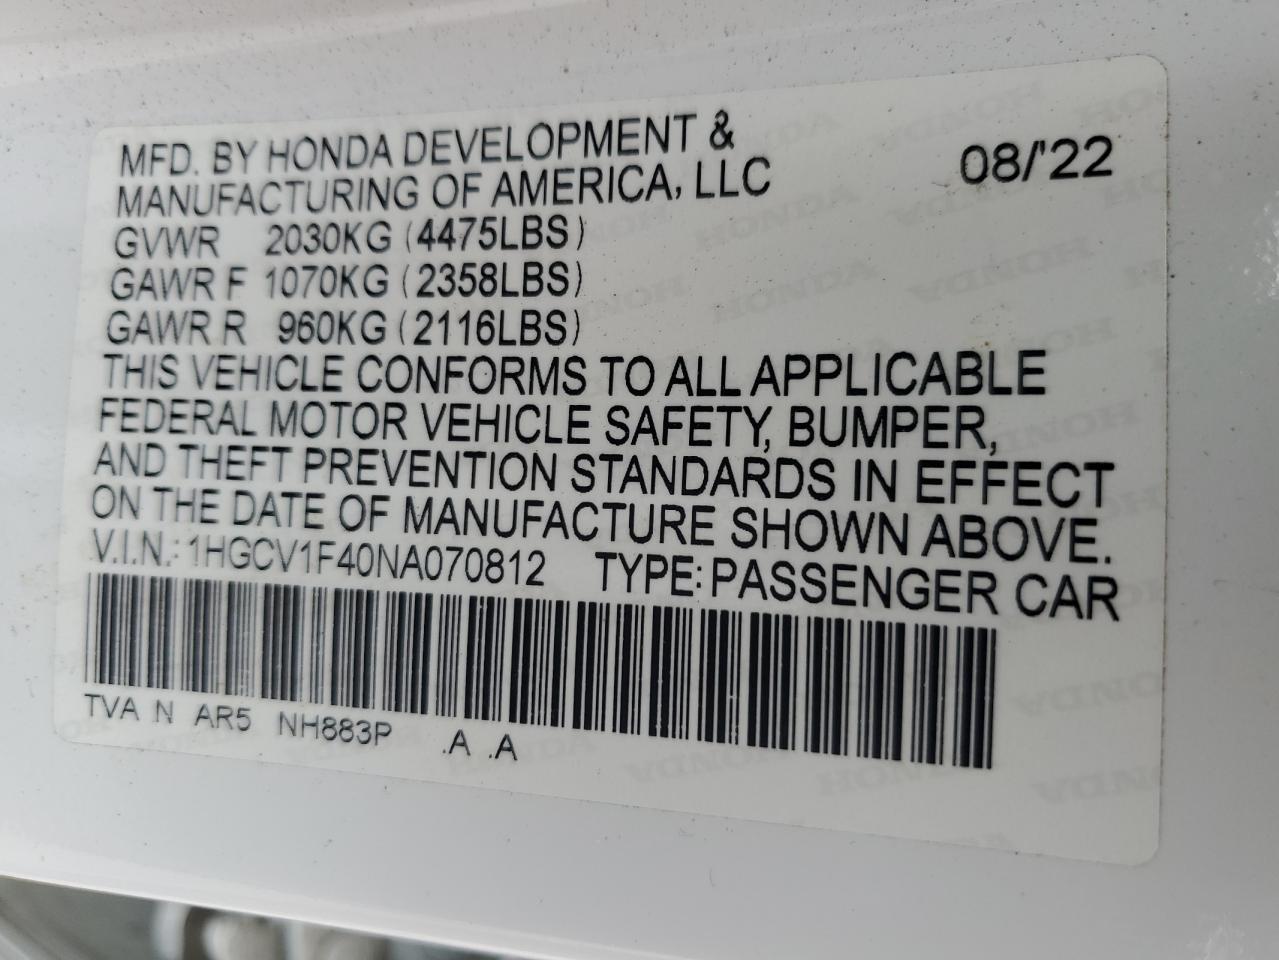 MFD. BY HONDA DEVELOPMENT &
MANUFACTURING OF AMERICA, LLC 08/'22
GVWR 2030KG (4475LBS)
GAWR F 1070KG (2358LBS)
GAWR R 960KG (2116LBS)
THIS VEHICLE CONFORMS TO ALL APPLICABLE
FEDERAL MOTOR VEHICLE SAFETY, BUMPER,
AND THEFT PREVENTION STANDARDS IN EFFECT
ON THE DATE OF MANUFACTURE SHOWN ABOVE.
V.I.N.: 1HGCV1F40NA070812 TYPE: PASSENGER CAR
TVA N AR5 NH883P .A .A